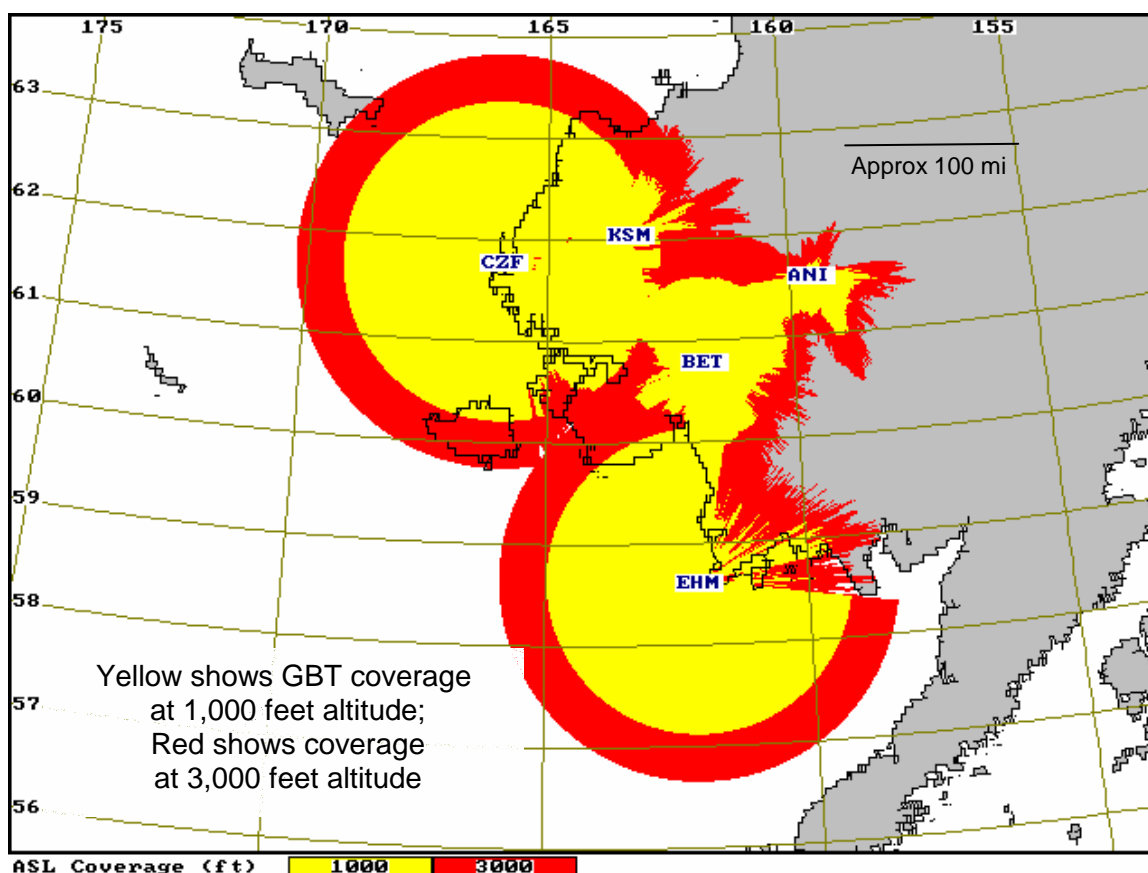 175 170 165 160 155
63
Approx 100 mi
62
KSM
CZF
ANI
61
BET
60
59
EHM
58
Yellow shows GBT coverage
at 1,000 feet altitude;
Red shows coverage
at 3,000 feet altitude
57
56
ASL Coverage (ft) 1000 3000